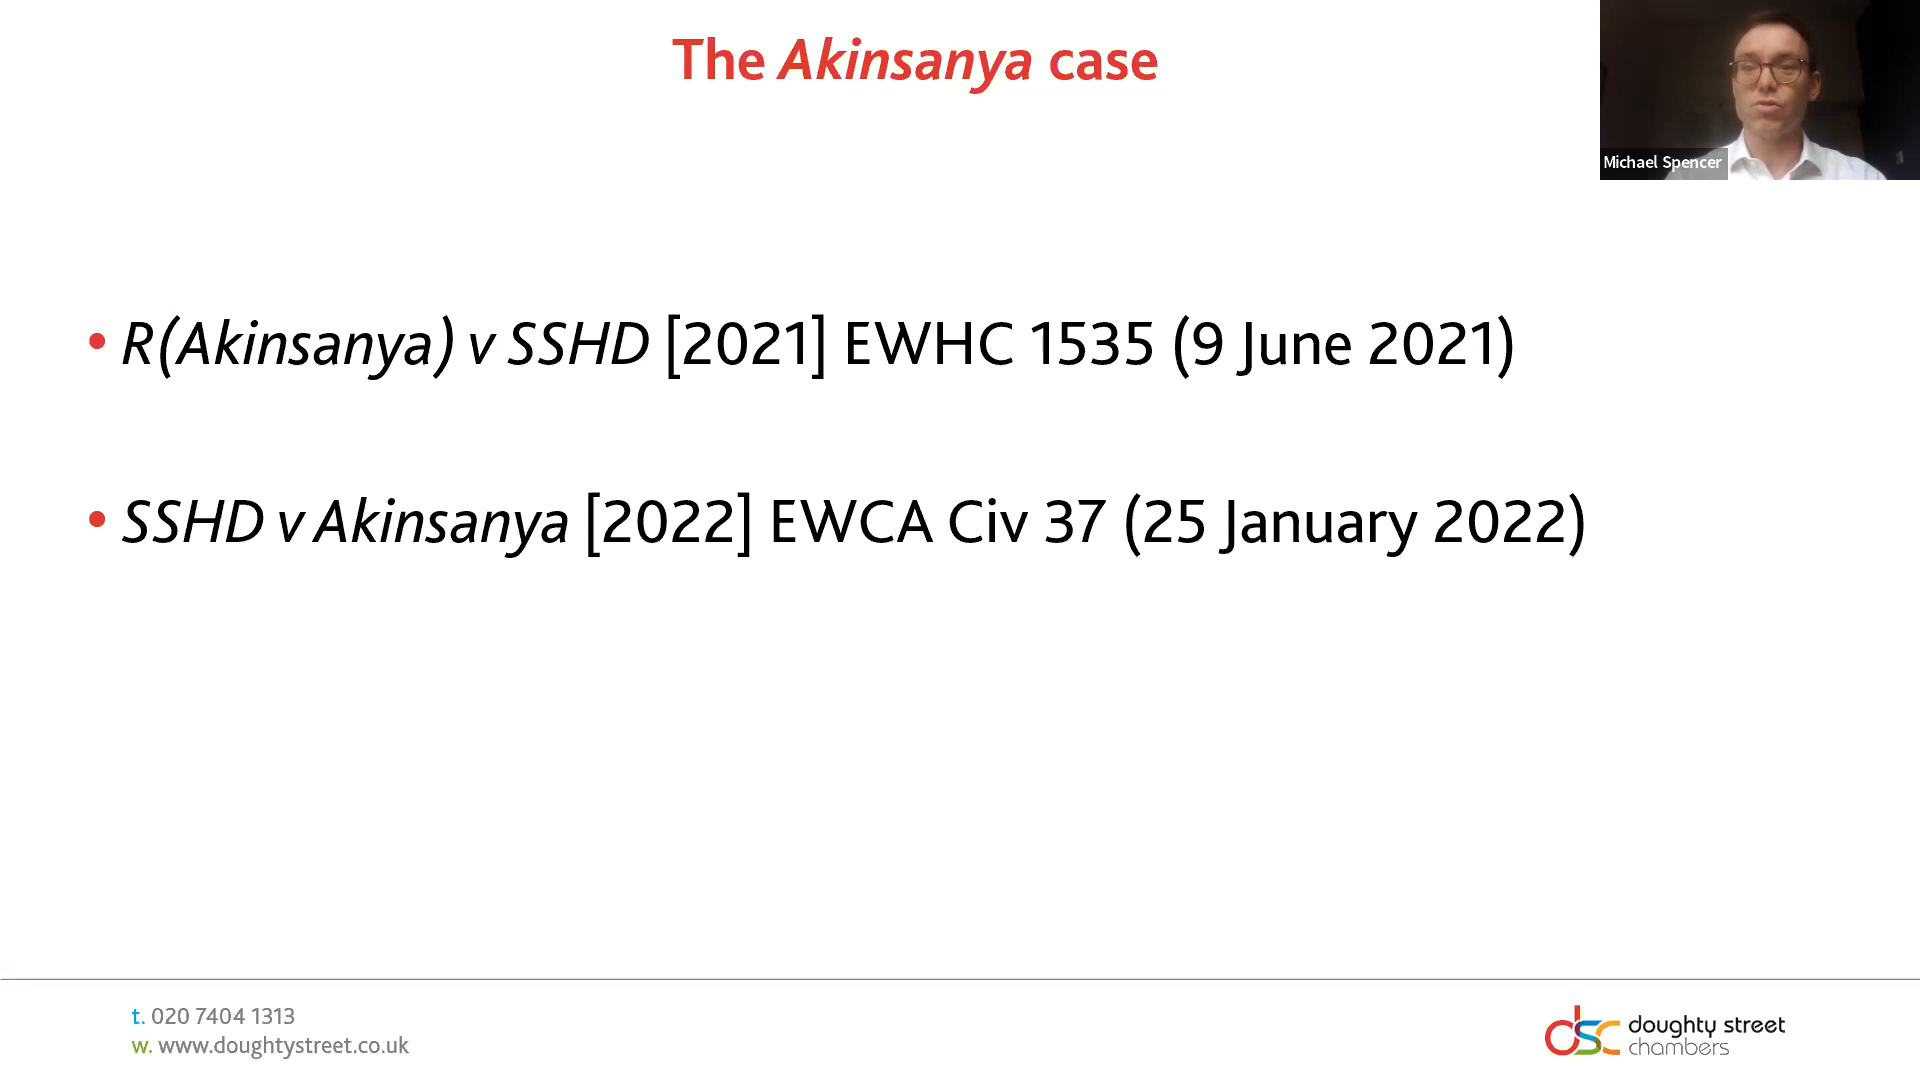 The Akinsanya case
Michael Spencer
• R(Akinsanya) v SSHD [2021] EWHC 1535 (9 June 2021)
• SSHD v Akinsanya [2022] EWCA Civ 37 (25 January 2022)
t. 020 7404 1313
w. www.doughtystreet.co.uk
dsc
doughty street
chambers